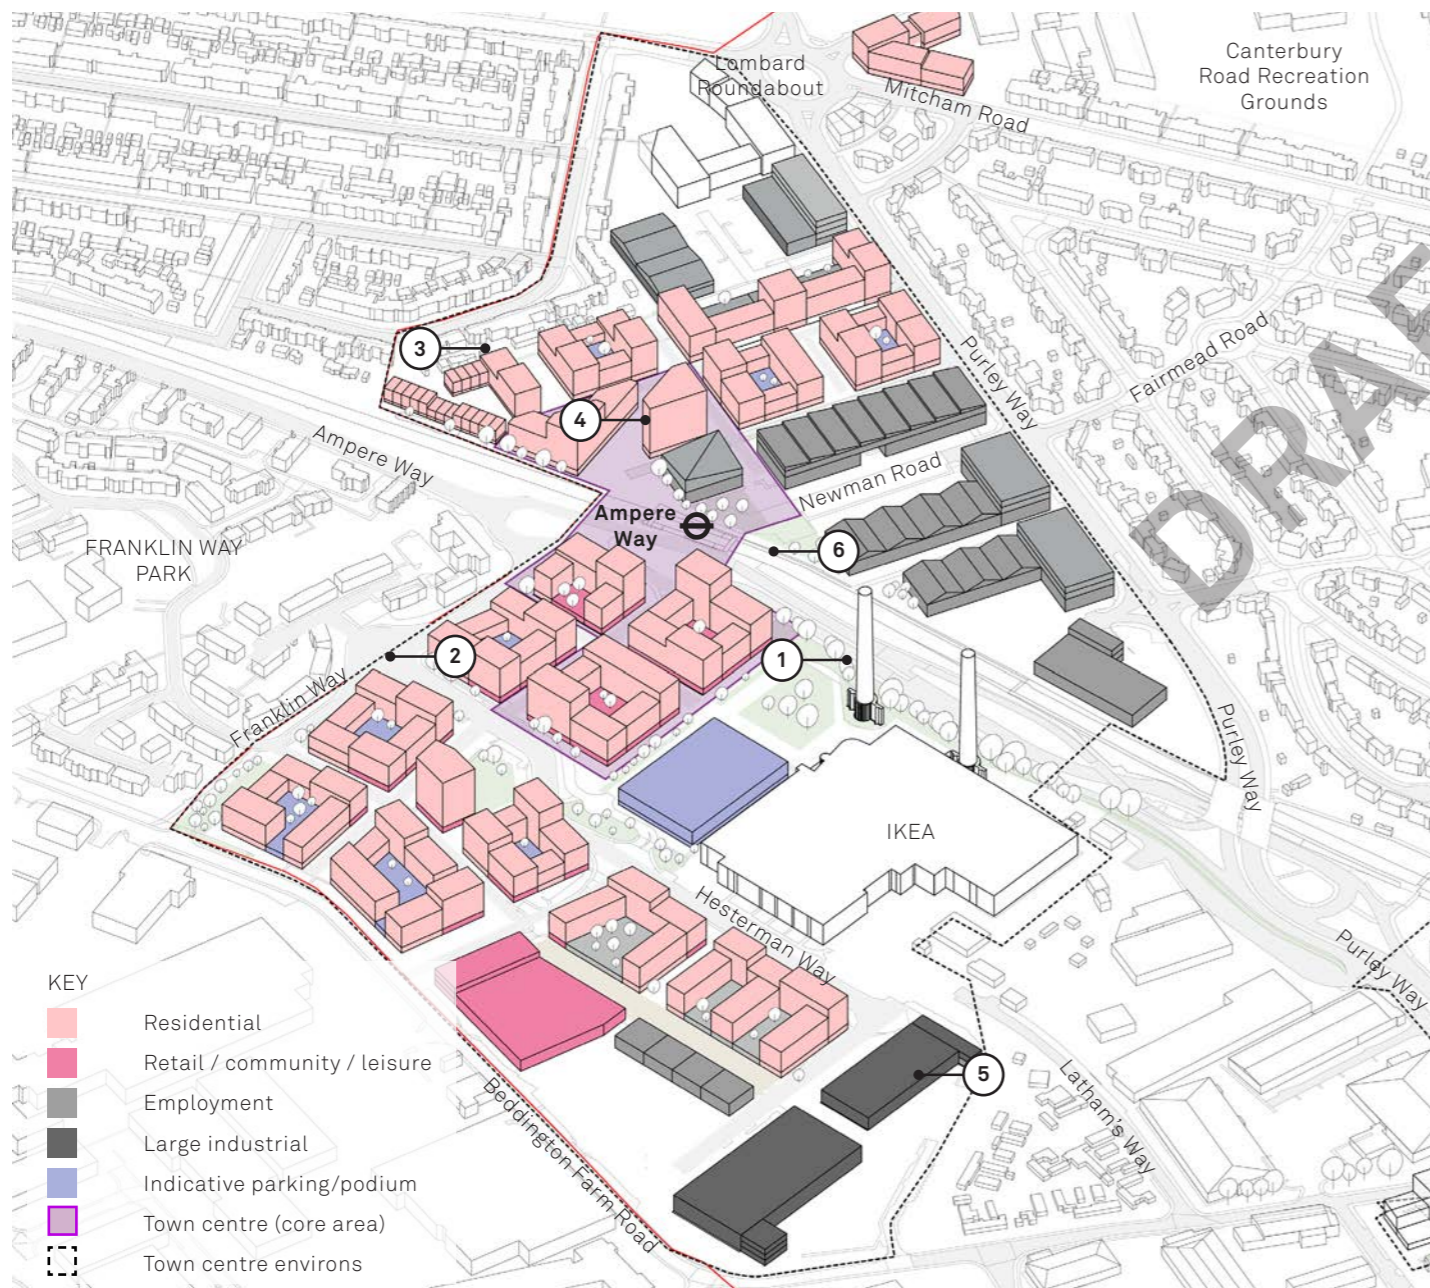 Canterbury
Road Recreation
Grounds
Lombard
Roundabout
Mitcham Road
3
4
Purley Way
Fairmead Road
Ampere Way
Newman Road
Ampere
Way
6
FRANKLIN WAY
PARK
2
1
Franklin Way
Purley Way
IKEA
Hesterman Way
Purley Way
5
Latham's Way
Beddington Farm Road
KEY
Residential
Retail / community / leisure
Employment
Large industrial
Indicative parking/podium
Town centre (core area)
Town centre environs